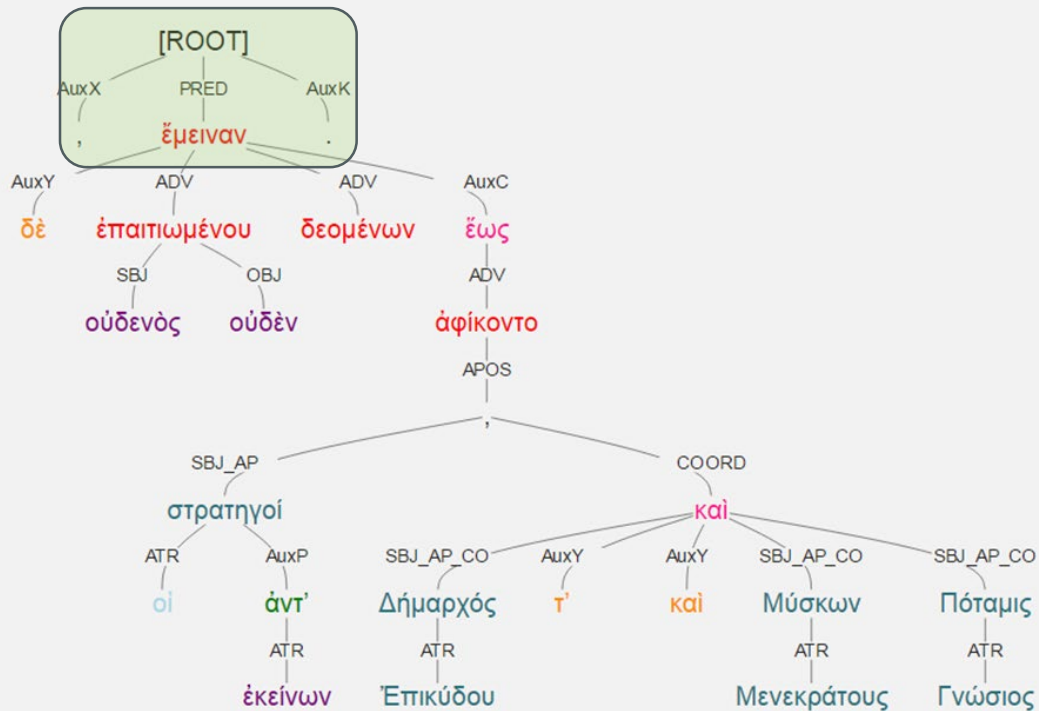 [ROOT]
AuxX PRED AuxK
, ἔμειναν .
AuxY ADV ADV AuxC
δὲ ἐπαιτιωμένου δεομένων ἕως
SBJ OBJ ADV
οὐδενὸς οὐδὲν ἀφίκοντο
APOS
,
SBJ_AP COORD
στρατηγοί καὶ
ATR AuxP SBJ_AP_CO AuxY AuxY SBJ_AP_CO SBJ_AP_CO
οἱ ἀντ’ Δήμαρχός τ’ καὶ Μύσκων Πόταμις
ATR ATR ATR ATR
ἐκείνων Ἐπικύδου Μενεκράτους Γνώσιος